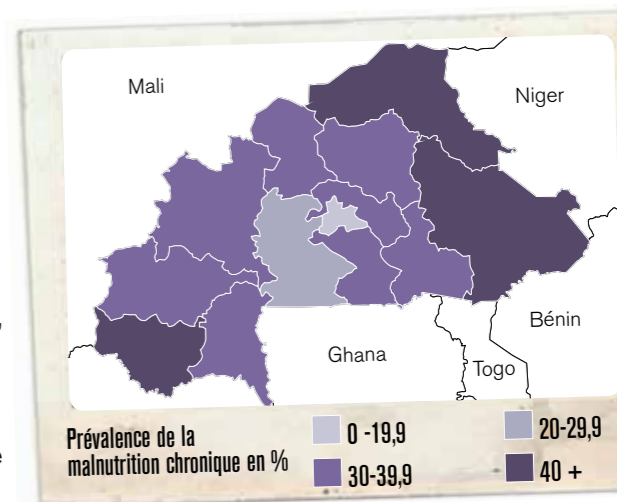 Mali
Niger
Bénin
Ghana
Togo
Prévalence de la
malnutrition chronique en %
0 -19,9
20-29,9
30-39,9
40 +